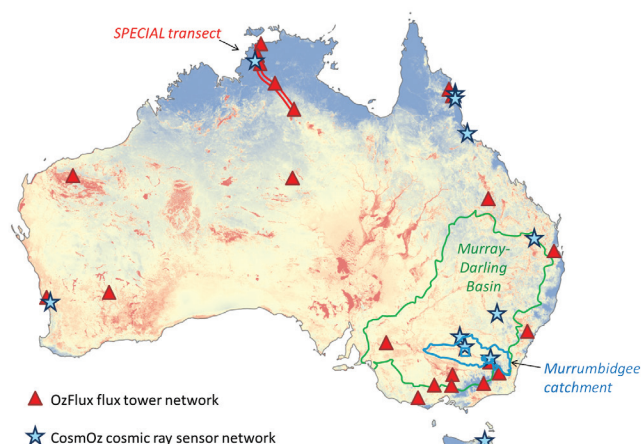 SPECIAL transect
Murray-
Darling
Basin
Murrumbidgee
catchment
OzFlux flux tower network
CosmOz cosmic ray sensor network